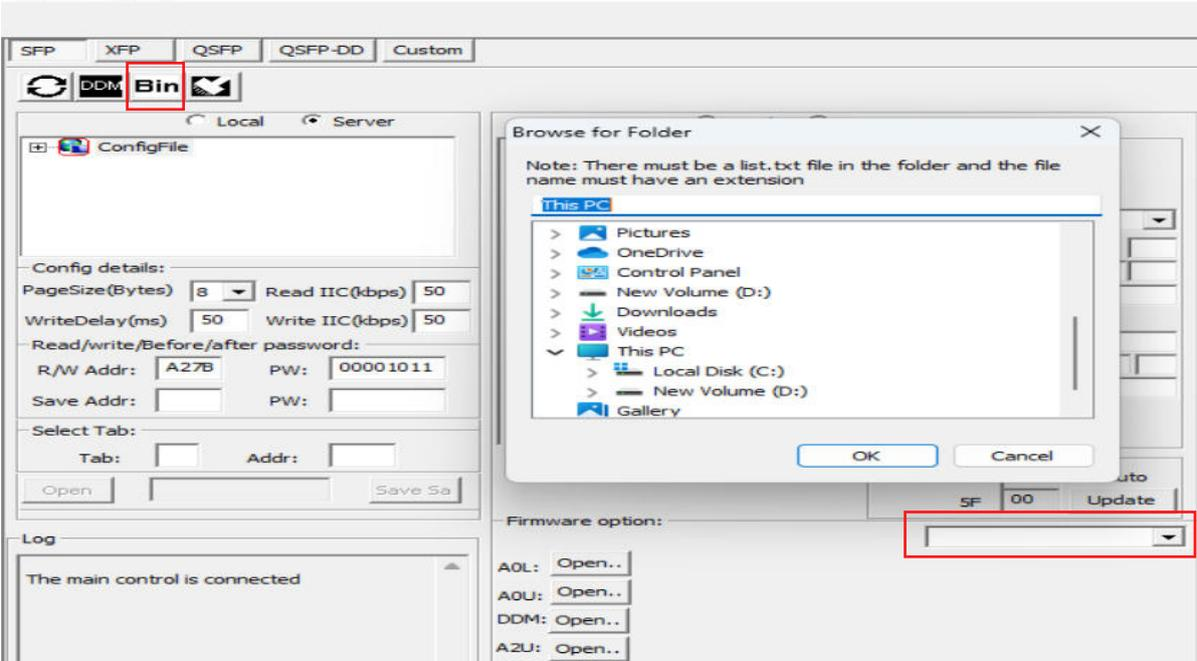 SFP XFP QSFP QSFP-DD Custom
DDM Bin
Local Server
ConfigFile
Config details:
PageSize(Bytes) 8 Read IIC(kbps) 50
WriteDelay(ms) 50 Write IIC(kbps) 50
Read/write/Before/after password:
R/W Addr: A27B PW: 00001011
Save Addr: PW:
Select Tab:
Tab: Addr:
Open Save Sa
Log
The main control is connected
Browse for Folder
Note: There must be a list.txt file in the folder and the file
name must have an extension
This PC
Pictures
OneDrive
Control Panel
New Volume (D:)
Downloads
Videos
This PC
Local Disk (C:)
New Volume (D:)
Gallery
OK Cancel
uto
5F 00 Update
Firmware option:
A0L: Open..
A0U: Open..
DDM: Open..
A2U: Open..